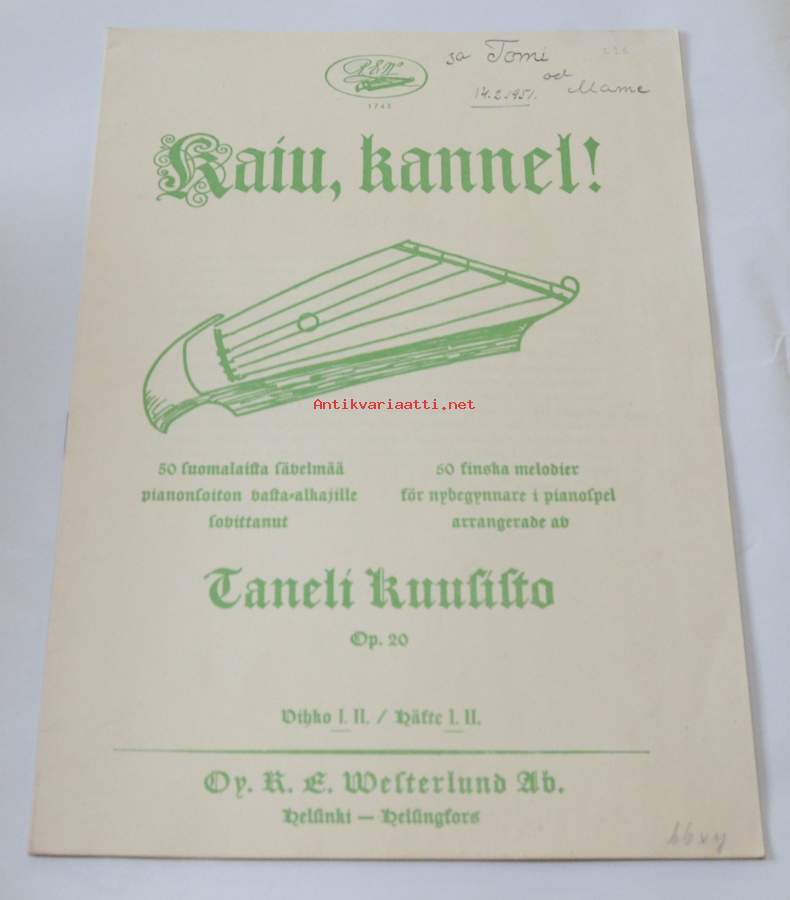 za Tomi
od Mame
14.2.1951.
1743
Kaiu, kannel!
Antikvariaatti.net
50 suomalaista sävelmää
pianonsoiton vasta-alkajille
sovittanut
50 finska melodier
för nybegynnare i pianospel
arrangerade av
Taneli Kuusisto
Op. 20
Vihko I. II. / Häfte I. II.
Oy. R. E. Westerlund Ab.
Helsinki — Helsingfors